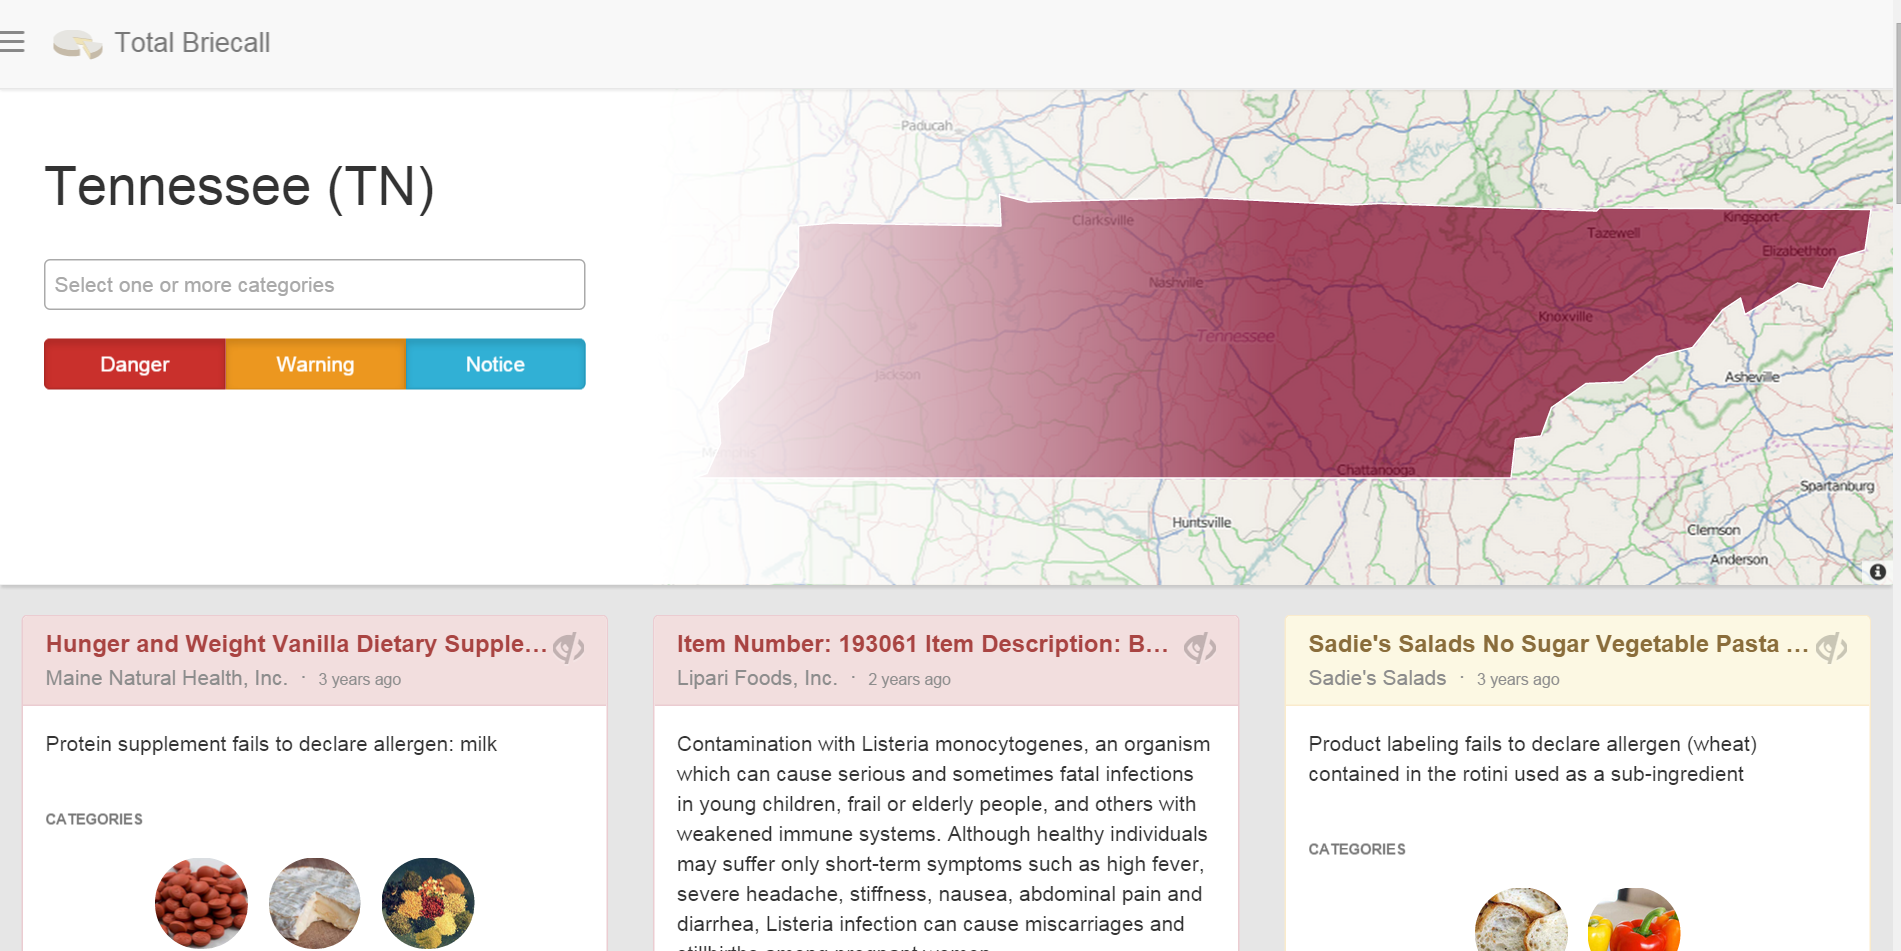 Total Briecall
Paducah
Tennessee (TN)
Clarksville
Kingsport
Tazewell
Elizabethton
Select one or more categories
Nashville
Knoxville
Tennessee
Danger
Warning
Notice
Jackson
Asheville
Memphis
Chattanooga
Spartanburg
Huntsville
Clemson
Anderson
Hunger and Weight Vanilla Dietary Supple...
Maine Natural Health, Inc. · 3 years ago
Protein supplement fails to declare allergen: milk
CATEGORIES
Item Number: 193061 Item Description: B...
Lipari Foods, Inc. · 2 years ago
Contamination with Listeria monocytogenes, an organism
which can cause serious and sometimes fatal infections
in young children, frail or elderly people, and others with
weakened immune systems. Although healthy individuals
may suffer only short-term symptoms such as high fever,
severe headache, stiffness, nausea, abdominal pain and
diarrhea, Listeria infection can cause miscarriages and
stillbirths among pregnant women.
Sadie's Salads No Sugar Vegetable Pasta ...
Sadie's Salads · 3 years ago
Product labeling fails to declare allergen (wheat)
contained in the rotini used as a sub-ingredient
CATEGORIES